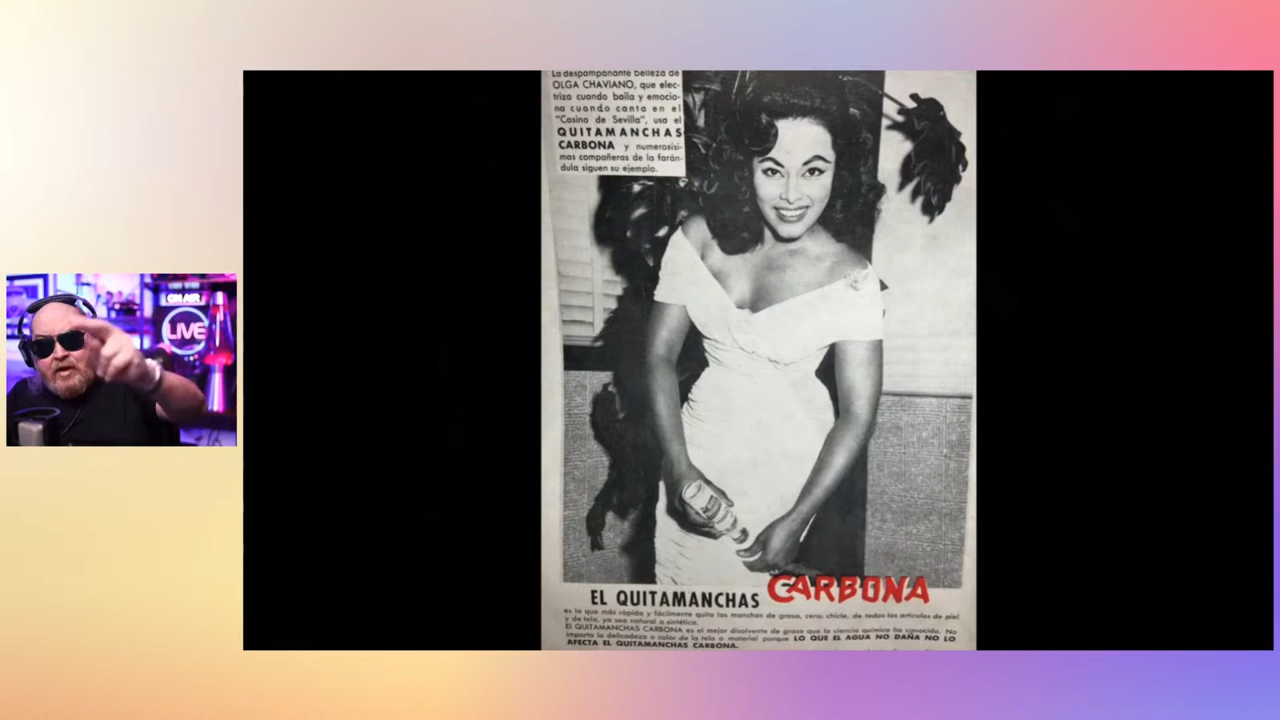 ON AIR
LIVE
La despampanante belleza de
OLGA CHAVIANO, que elec-
triza cuando baila y emocio-
na cuando canta en el
"Casino de Sevilla", usa el
QUITAMANCHAS
CARBONA y numerosísi-
mas compañeras de la farán-
dula siguen su ejemplo.
EL QUITAMANCHAS CARBONA
es lo que más rápida y fácilmente quita las manchas de grasa, cera; chicle, de todos los artículos de piel
y de tela, ya sea natural o sintética.
El QUITAMANCHAS CARBONA es el mejor disolvente de grasa que la ciencia química ha conocido. No
importa la delicadeza o color de la tela o material porque LO QUE EL AGUA NO DAÑA NO LO
AFECTA EL QUITAMANCHAS CARBONA.